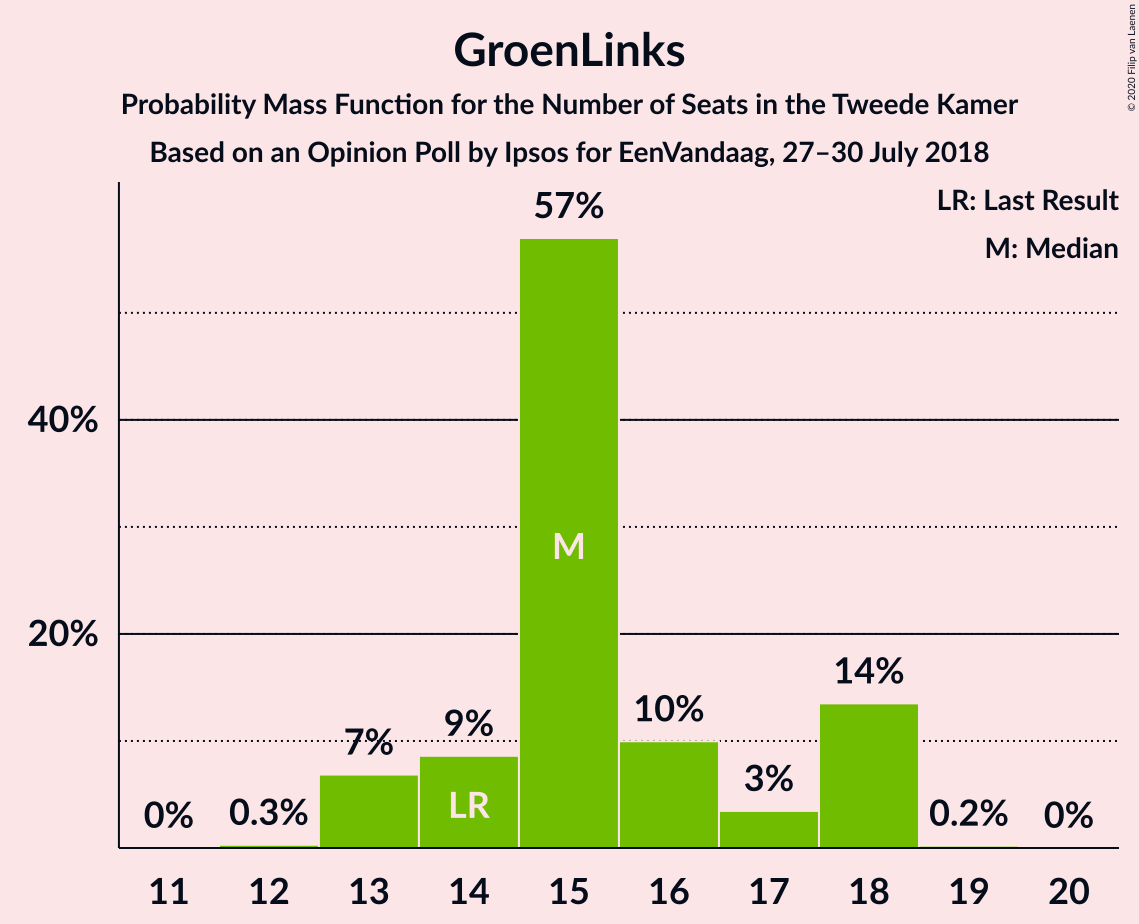 GroenLinks
Probability Mass Function for the Number of Seats in the Tweede Kamer
Based on an Opinion Poll by Ipsos for EenVandaag, 27–30 July 2018
© 2020 Filip van Laenen
LR: Last Result
M: Median
57%
40%
M
20%
14%
10%
9%
7%
3%
LR
0%
0.3%
0.2%
0%
11 12 13 14 15 16 17 18 19 20